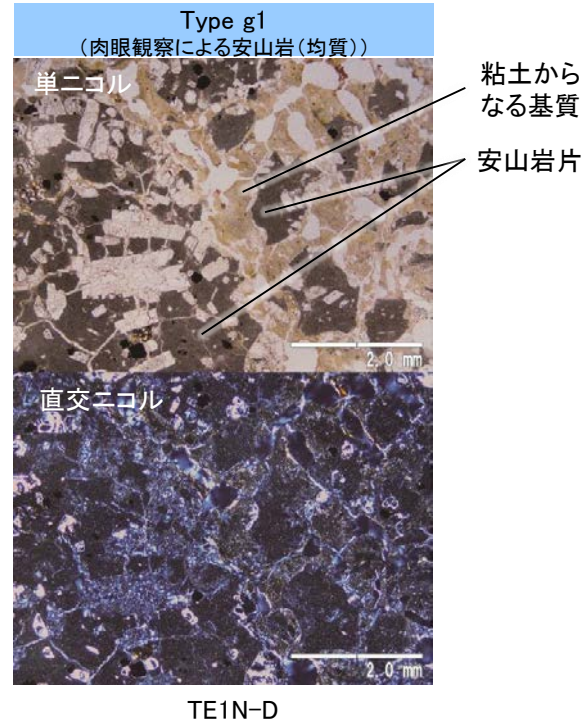 Type g1
（肉眼観察による安山岩（均質））
単ニコル
粘土から
なる基質
安山岩片
2.0 mm
直交ニコル
2.0 mm
TE1N-D